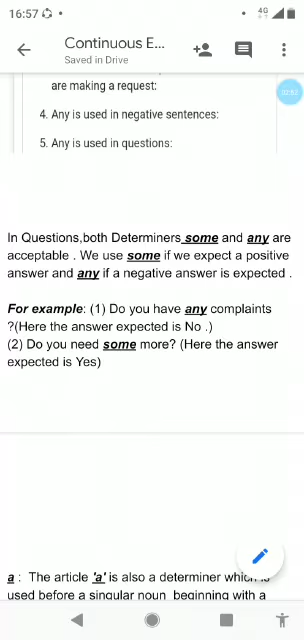 16:57
4G
Continuous E...
Saved in Drive
02:52
are making a request:
4. Any is used in negative sentences:
5. Any is used in questions:
In Questions,both Determiners some and any are
acceptable . We use some if we expect a positive
answer and any if a negative answer is expected .
For example: (1) Do you have any complaints
?(Here the answer expected is No .)
(2) Do you need some more? (Here the answer
expected is Yes)
a : The article 'a' is also a determiner which is
used before a singular noun beginning with a